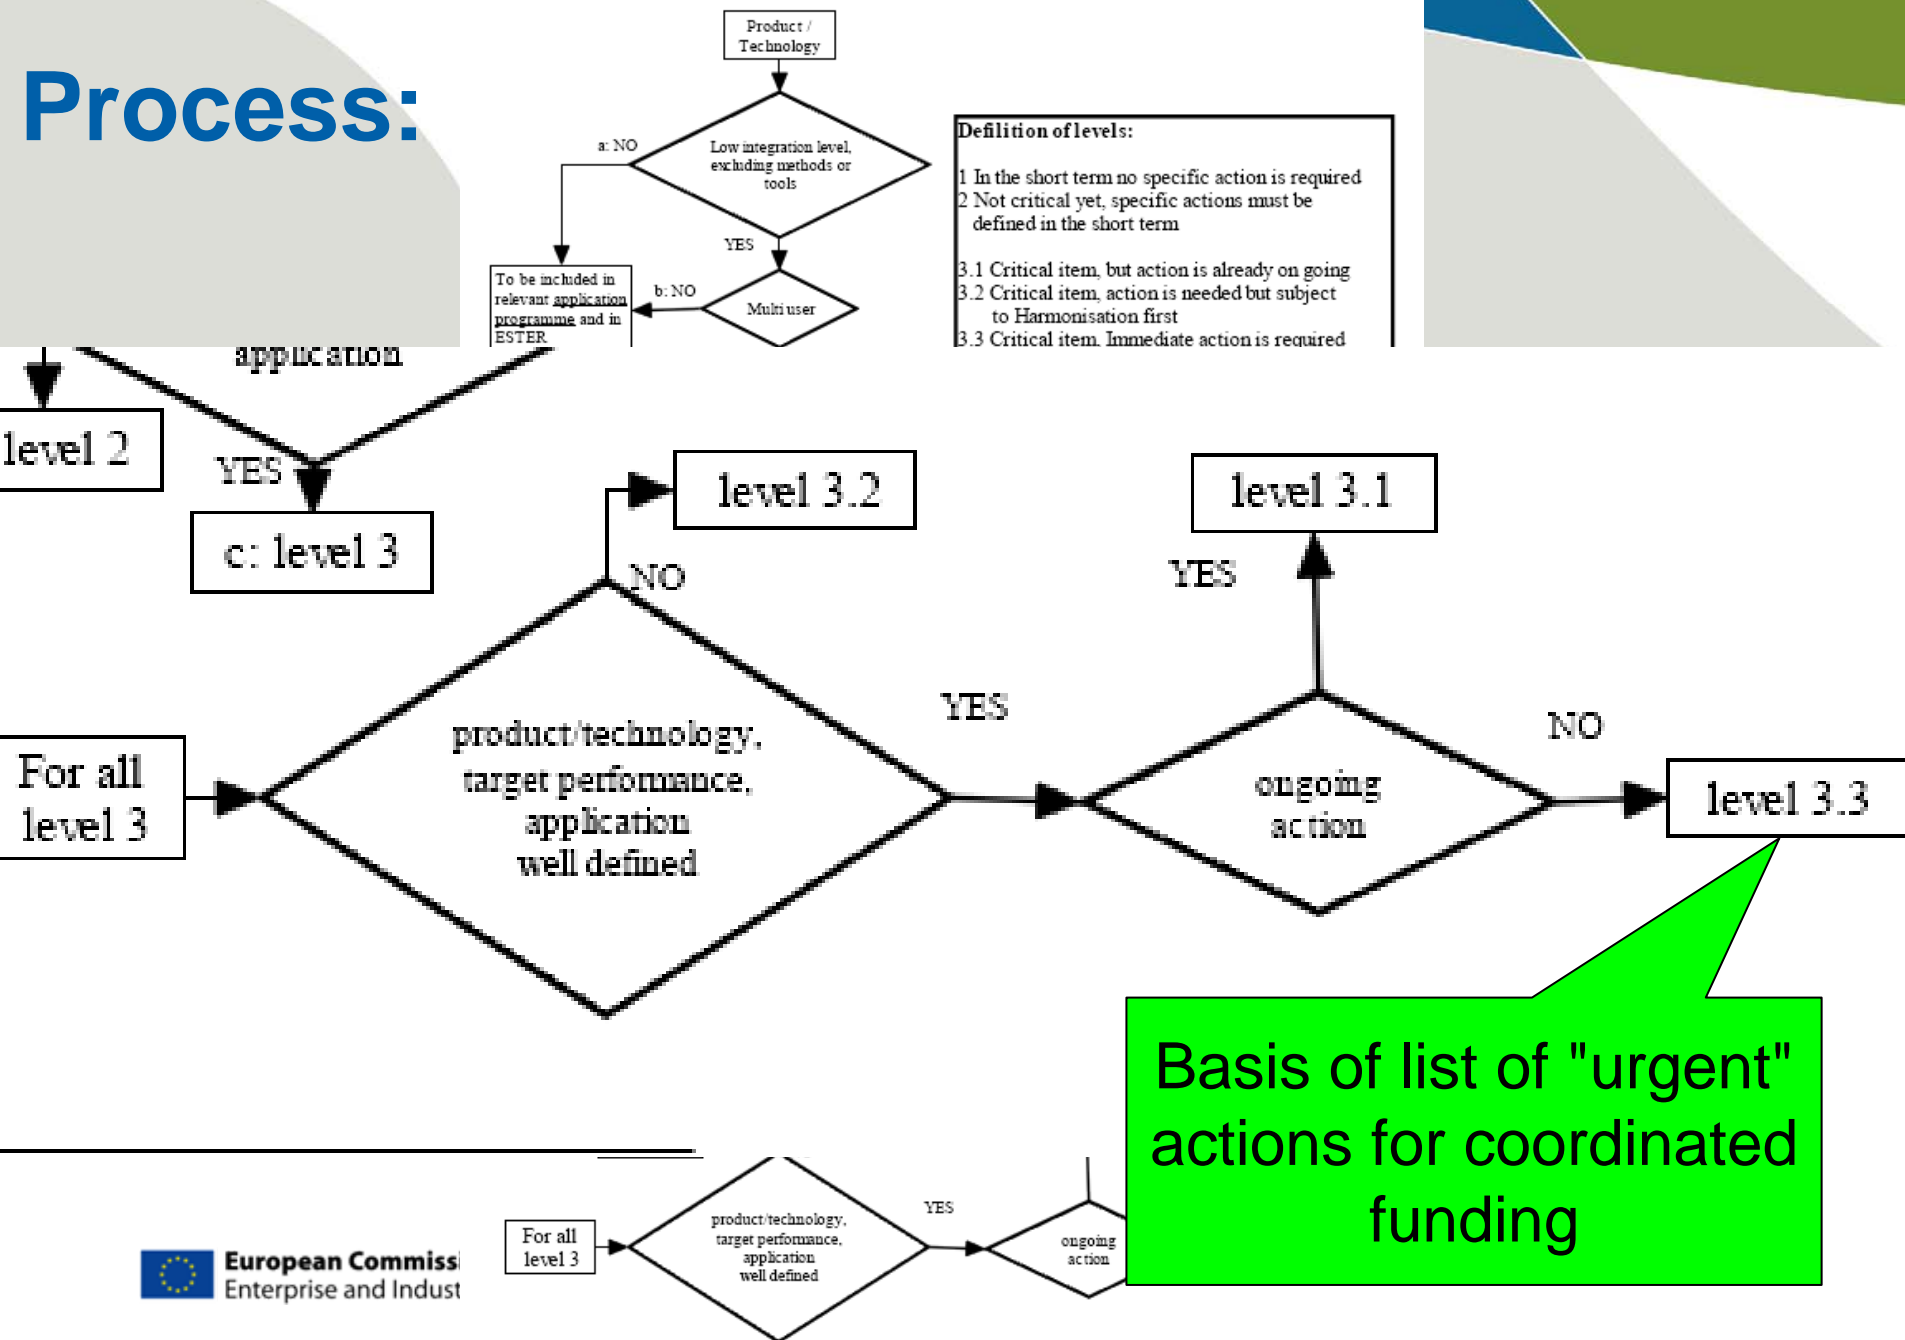 Process:
Product /
Technology
a: NO
Low integration level,
excluding methods or
tools
YES
To be included in
relevant application
programme and in
ESTER
b: NO
Multi user
Defilition of levels:
1 In the short term no specific action is required
2 Not critical yet, specific actions must be
defined in the short term
3.1 Critical item, but action is already on going
3.2 Critical item, action is needed but subject
to Harmonisation first
3.3 Critical item, Immediate action is required
application
level 2
YES
c: level 3
level 3.2
NO
level 3.1
YES
For all
level 3
product/technology,
target performance,
application
well defined
YES
ongoing
action
NO
level 3.3
Basis of list of "urgent"
actions for coordinated
funding
For all
level 3
product/technology,
target performance,
application
well defined
YES
ongoing
action
European Commissi
Enterprise and Indust